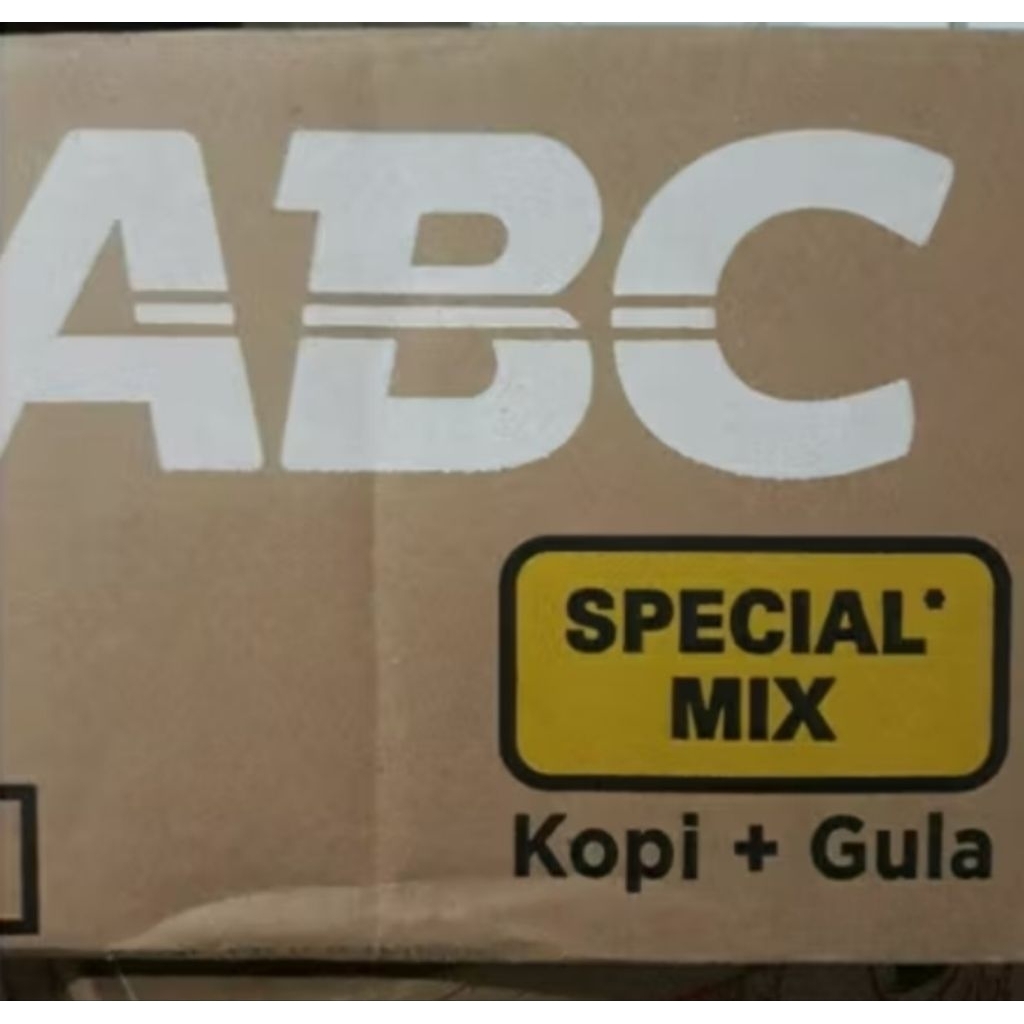 ABC
SPECIAL*
MIX
Kopi + Gula